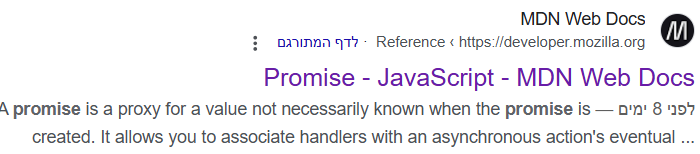 MDN Web Docs
https://developer.mozilla.org › Reference · לדף המתורגם
Promise - JavaScript - MDN Web Docs
לפני 8 ימים — A promise is a proxy for a value not necessarily known when the promise is
created. It allows you to associate handlers with an asynchronous action's eventual ...